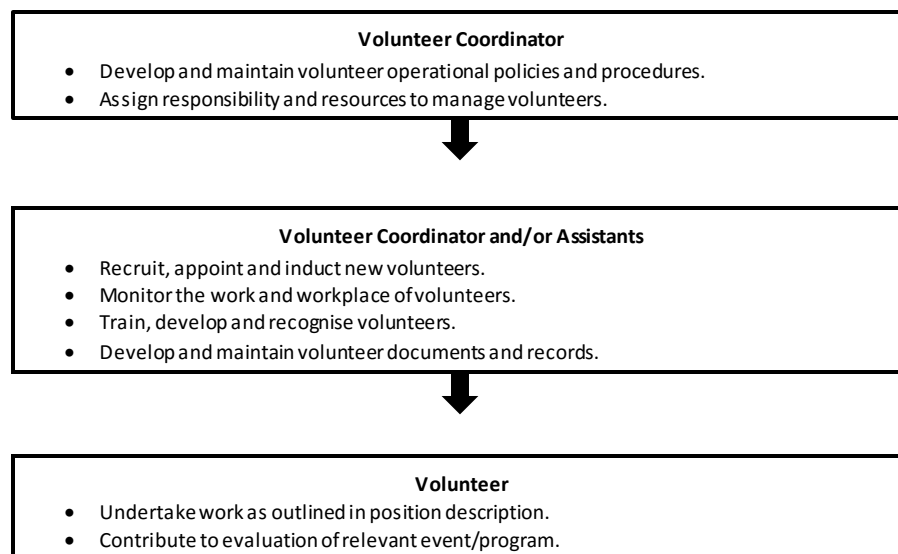 Volunteer Coordinator
• Develop and maintain volunteer operational policies and procedures.
• Assign responsibility and resources to manage volunteers.
Volunteer Coordinator and/or Assistants
• Recruit, appoint and induct new volunteers.
• Monitor the work and workplace of volunteers.
• Train, develop and recognise volunteers.
• Develop and maintain volunteer documents and records.
Volunteer
• Undertake work as outlined in position description.
• Contribute to evaluation of relevant event/program.